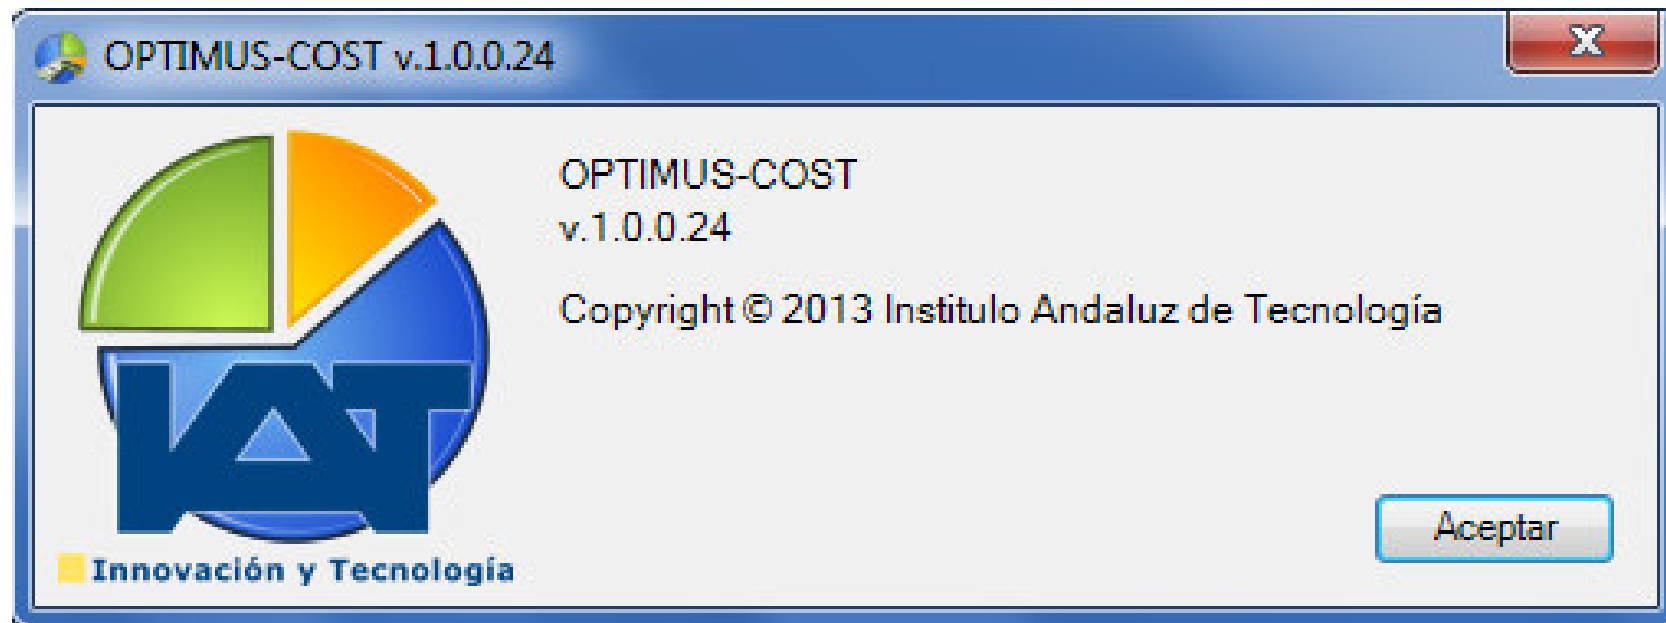 OPTIMUS-COST v.1.0.0.24
OPTIMUS-COST
v.1.0.0.24
Copyright © 2013 Institulo Andaluz de Tecnología
IAT
Innovación y Tecnología
Aceptar